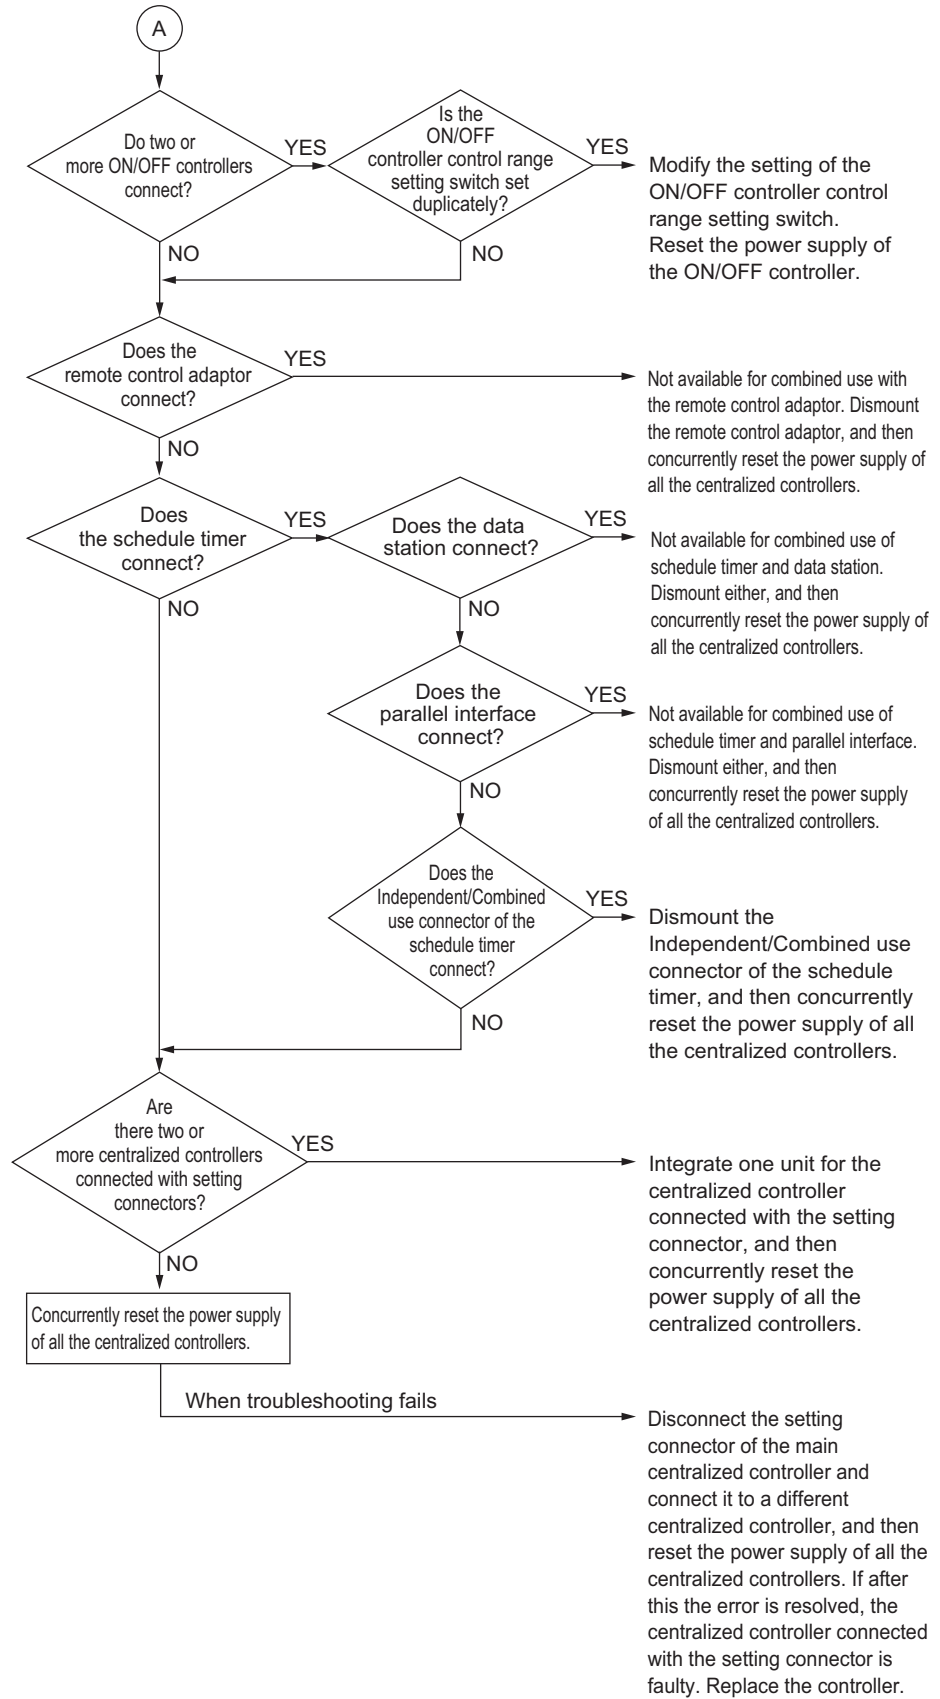 A
Do two or
more ON/OFF controllers
connect?
YES
Is the
ON/OFF
controller control range
setting switch set
duplicately?
YES
Modify the setting of the
ON/OFF controller control
range setting switch.
Reset the power supply of
the ON/OFF controller.
NO
NO
Does the
remote control adaptor
connect?
YES
Not available for combined use with
the remote control adaptor. Dismount
the remote control adaptor, and then
concurrently reset the power supply of
all the centralized controllers.
NO
Does
the schedule timer
connect?
YES
Does the data
station connect?
YES
Not available for combined use of
schedule timer and data station.
Dismount either, and then
concurrently reset the power supply of
all the centralized controllers.
NO
NO
Does the
parallel interface
connect?
YES
Not available for combined use of
schedule timer and parallel interface.
Dismount either, and then
concurrently reset the power supply
of all the centralized controllers.
NO
Does the
Independent/Combined
use connector of the
schedule timer
connect?
YES
Dismount the
Independent/Combined use
connector of the schedule
timer, and then concurrently
reset the power supply of all
the centralized controllers.
NO
Are
there two or
more centralized controllers
connected with setting
connectors?
YES
Integrate one unit for the
centralized controller
connected with the setting
connector, and then
concurrently reset the
power supply of all the
centralized controllers.
NO
Concurrently reset the power supply
of all the centralized controllers.
When troubleshooting fails
Disconnect the setting
connector of the main
centralized controller and
connect it to a different
centralized controller, and then
reset the power supply of all the
centralized controllers. If after
this the error is resolved, the
centralized controller connected
with the setting connector is
faulty. Replace the controller.